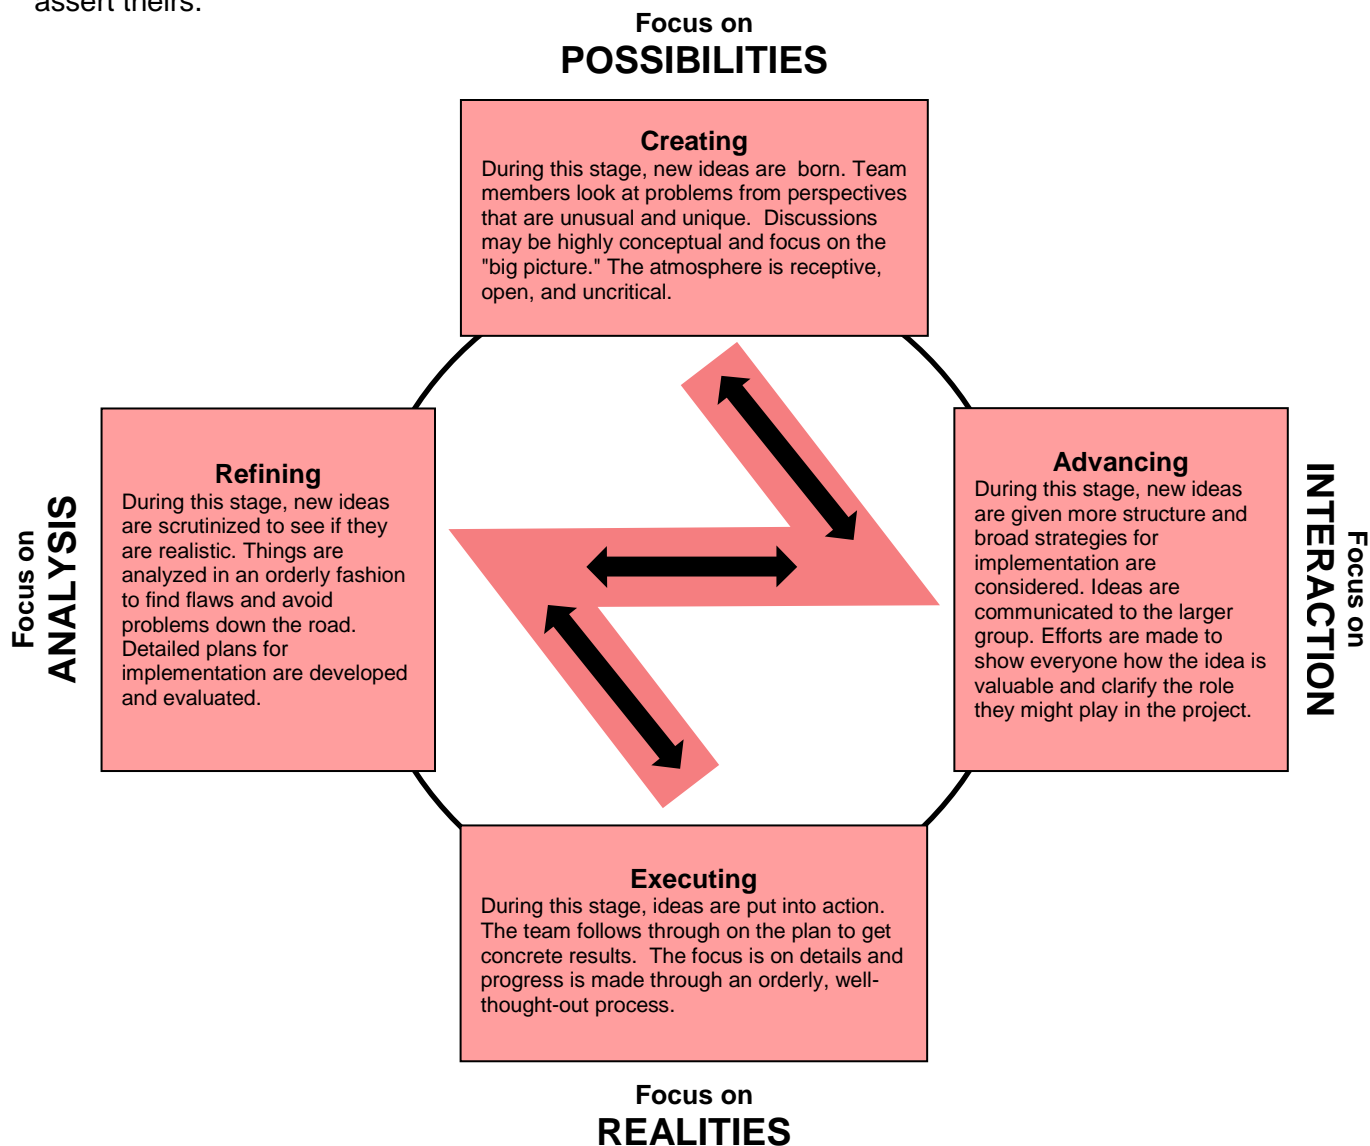 assert theirs.
Focus on
POSSIBILITIES
Creating
During this stage, new ideas are  born. Team
members look at problems from perspectives
that are unusual and unique.  Discussions
may be highly conceptual and focus on the
"big picture." The atmosphere is receptive,
open, and uncritical.
Focus on
ANALYSIS
Refining
During this stage, new ideas
are scrutinized to see if they
are realistic. Things are
analyzed in an orderly fashion
to find flaws and avoid
problems down the road.
Detailed plans for
implementation are developed
and evaluated.
Advancing
During this stage, new ideas
are given more structure and
broad strategies for
implementation are
considered. Ideas are
communicated to the larger
group. Efforts are made to
show everyone how the idea is
valuable and clarify the role
they might play in the project.
Focus on
INTERACTION
Executing
During this stage, ideas are put into action.
The team follows through on the plan to get
concrete results.  The focus is on details and
progress is made through an orderly, well-
thought-out process.
Focus on
REALITIES